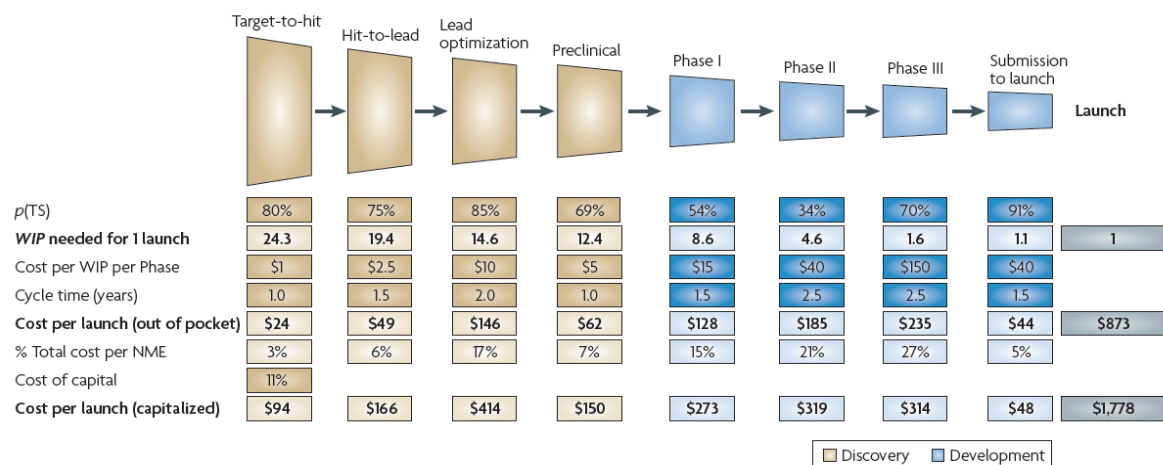 Target-to-hit
Hit-to-lead
Lead
optimization
Preclinical
Phase I
Phase II
Phase III
Submission
to launch
Launch
p(TS) 80% 75% 85% 69% 54% 34% 70% 91%
WIP needed for 1 launch 24.3 19.4 14.6 12.4 8.6 4.6 1.6 1.1 1
Cost per WIP per Phase $1 $2.5 $10 $5 $15 $40 $150 $40
Cycle time (years) 1.0 1.5 2.0 1.0 1.5 2.5 2.5 1.5
Cost per launch (out of pocket) $24 $49 $146 $62 $128 $185 $235 $44 $873
% Total cost per NME 3% 6% 17% 7% 15% 21% 27% 5%
Cost of capital 11%
Cost per launch (capitalized) $94 $166 $414 $150 $273 $319 $314 $48 $1,778
Discovery Development